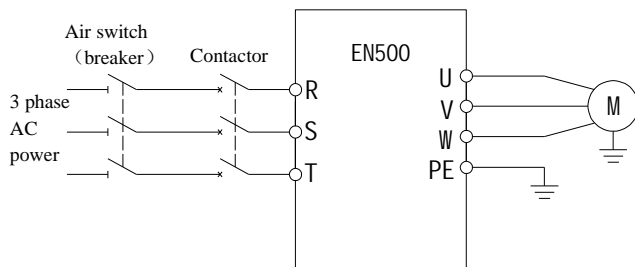 Air switch
（breaker）
Contactor
EN500
3 phase
AC
power
R
S
T
U
V
W
PE
M